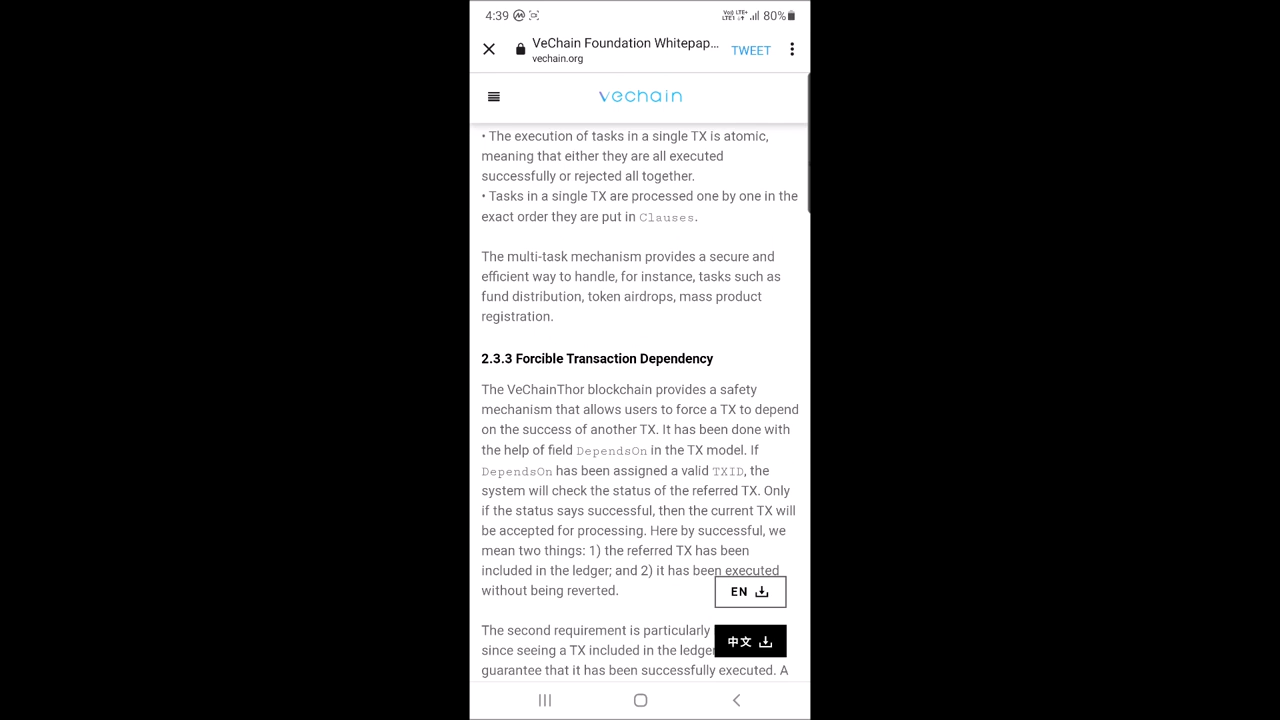 4:39
Vo) LTE+
LTE1
80%
VeChain Foundation Whitepap...
TWEET
vechain.org
vechain
• The execution of tasks in a single TX is atomic,
meaning that either they are all executed
successfully or rejected all together.
• Tasks in a single TX are processed one by one in the
exact order they are put in Clauses.
The multi-task mechanism provides a secure and
efficient way to handle, for instance, tasks such as
fund distribution, token airdrops, mass product
registration.
2.3.3 Forcible Transaction Dependency
The VeChainThor blockchain provides a safety
mechanism that allows users to force a TX to depend
on the success of another TX. It has been done with
the help of field DependsOn in the TX model. If
DependsOn has been assigned a valid TXID, the
system will check the status of the referred TX. Only
if the status says successful, then the current TX will
be accepted for processing. Here by successful, we
mean two things: 1) the referred TX has been
included in the ledger; and 2) it has been executed
without being reverted.
EN
The second requirement is particularly
since seeing a TX included in the ledger
中文
guarantee that it has been successfully executed. A